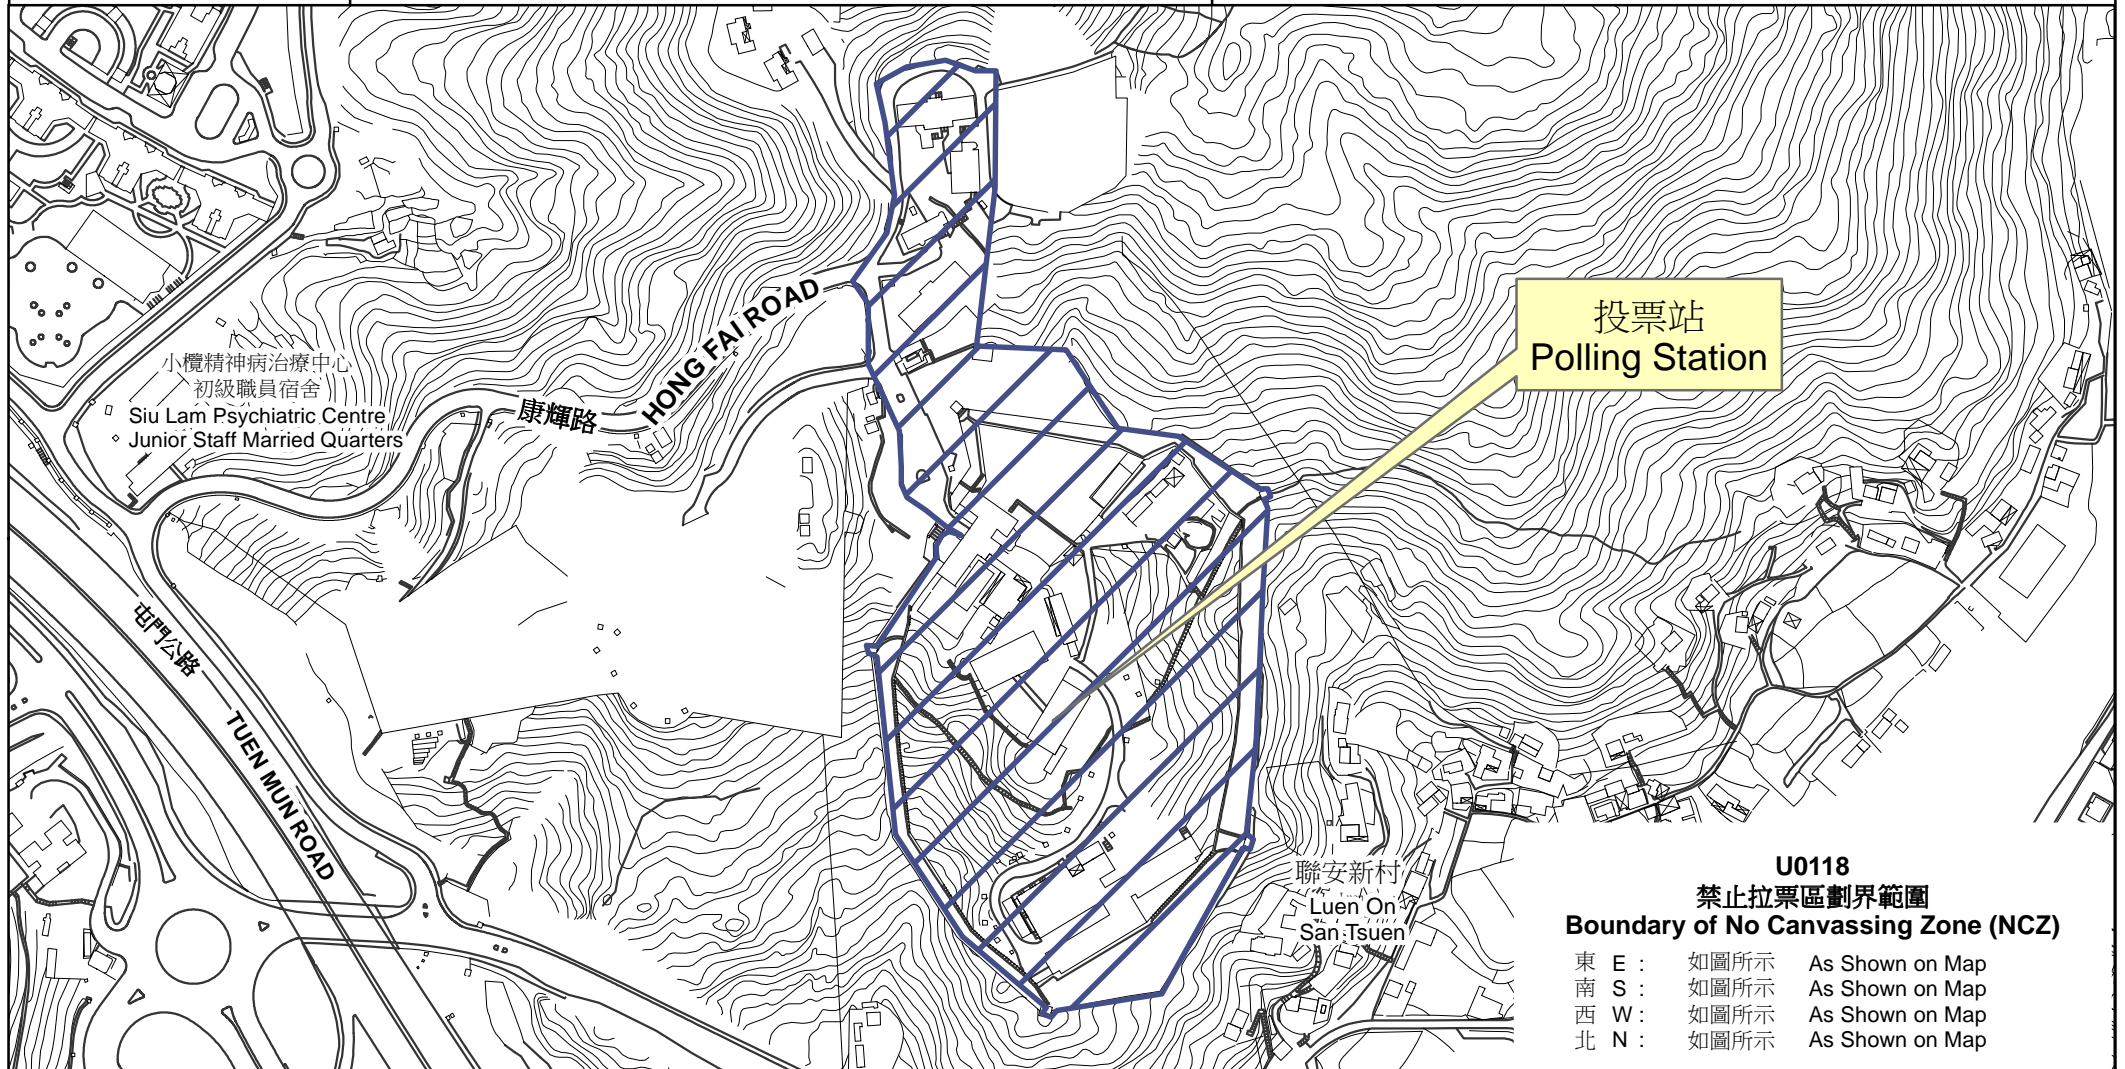 投票站
Polling Station
HONG FAI ROAD
康輝路
小欖精神病治療中心
初級職員宿舍
Siu Lam Psychiatric Centre
Junior Staff Married Quarters
屯門公路
TUEN MUN ROAD
聯安新村
Luen On
San Tsuen
U0118
禁止拉票區劃界範圍
Boundary of No Canvassing Zone (NCZ)
東 E : 如圖所示 As Shown on Map
南 S : 如圖所示 As Shown on Map
西 W : 如圖所示 As Shown on Map
北 N : 如圖所示 As Shown on Map